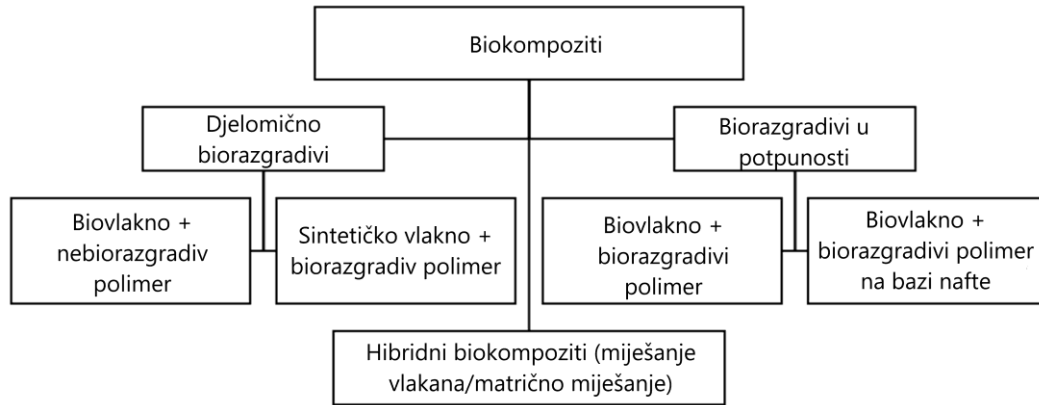 Biokompoziti
Djelomično
biorazgradivi
Biorazgradivi u
potpunosti
Biovlakno +
nebiorazgradiv
polimer
Sintetičko vlakno +
biorazgradiv polimer
Biovlakno +
biorazgradivi
polimer
Biovlakno +
biorazgradivi polimer
na bazi nafte
Hibridni biokompoziti (miješanje
vlakana/matrično miješanje)